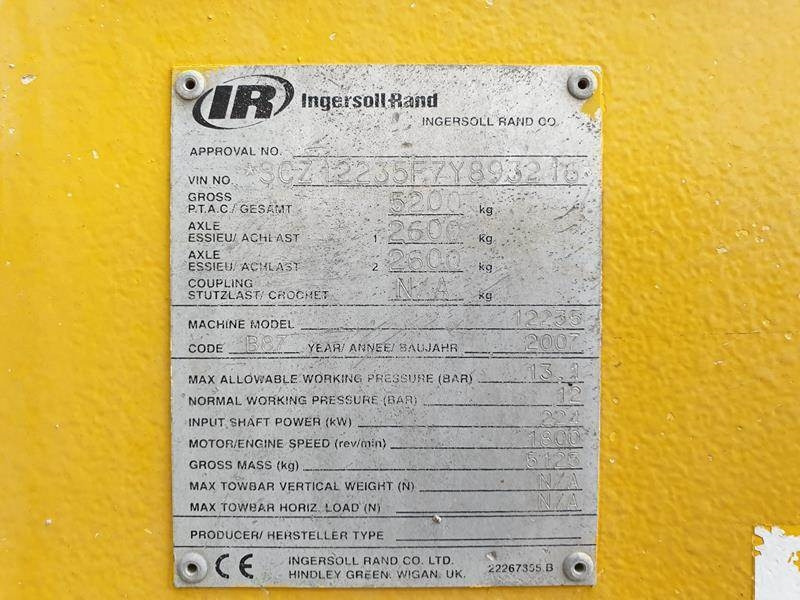 IR Ingersoll-Rand
INGERSOLL RAND CO.
APPROVAL NO.
VIN NO. *SCZ12235F7Y893216*
GROSS
P.T.A.C./ GESAMT 5200 kg
AXLE
ESSIEU/ ACHLAST 1 2600 kg
AXLE
ESSIEU/ ACHLAST 2 2600 kg
COUPLING
STUTZLAST/ CROCHET N/A kg
MACHINE MODEL 12235
CODE B87 YEAR/ ANNEE/ BAUJAHR 2007
MAX ALLOWABLE WORKING PRESSURE (BAR) 13.1
NORMAL WORKING PRESSURE (BAR) 12
INPUT SHAFT POWER (kW) 224
MOTOR/ENGINE SPEED (rev/min) 1800
GROSS MASS (kg) 5123
MAX TOWBAR VERTICAL WEIGHT (N) N/A
MAX TOWBAR HORIZ. LOAD (N) N/A
PRODUCER/ HERSTELLER TYPE
CE INGERSOLL RAND CO. LTD.
HINDLEY GREEN, WIGAN, UK. 22267355 B